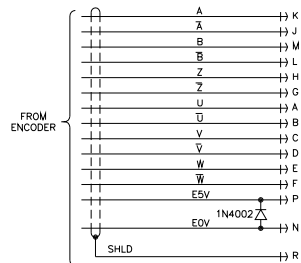 A K
A̅ J
B M
B̅ L
Z H
Z̅ G
U A
U̅ B
V C
V̅ D
W E
W̅ F
FROM
ENCODER
E5V P
1N4002
E0V N
SHLD R